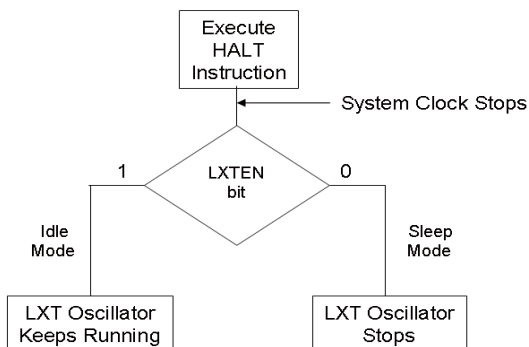 Execute
HALT
Instruction
System Clock Stops
1
LXTEN
bit
0
Idle
Mode
Sleep
Mode
LXT Oscillator
Keeps Running
LXT Oscillator
Stops